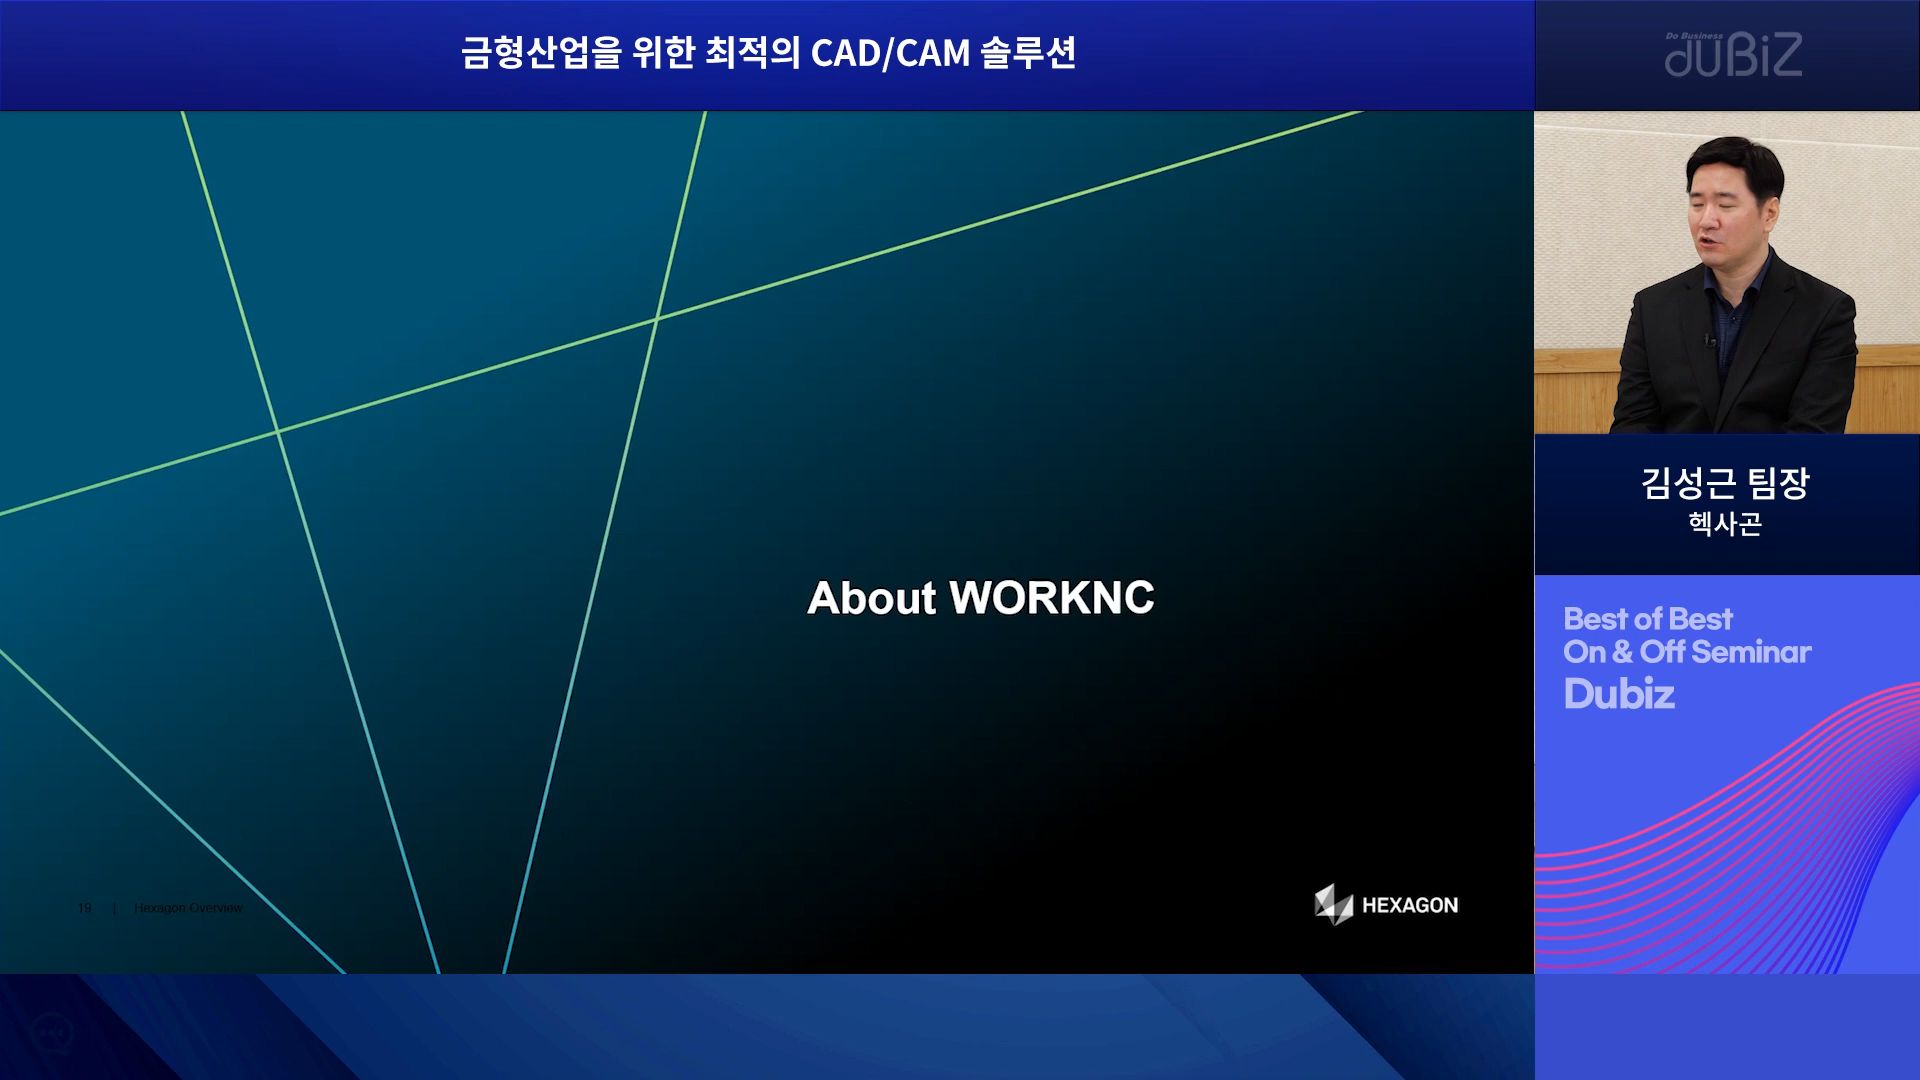 금형산업을 위한 최적의 CAD/CAM 솔루션
Do Business
duBiZ
About WORKNC
19 | Hexagon Overview
HEXAGON
김성근 팀장
헥사곤
Best of Best
On & Off Seminar
Dubiz